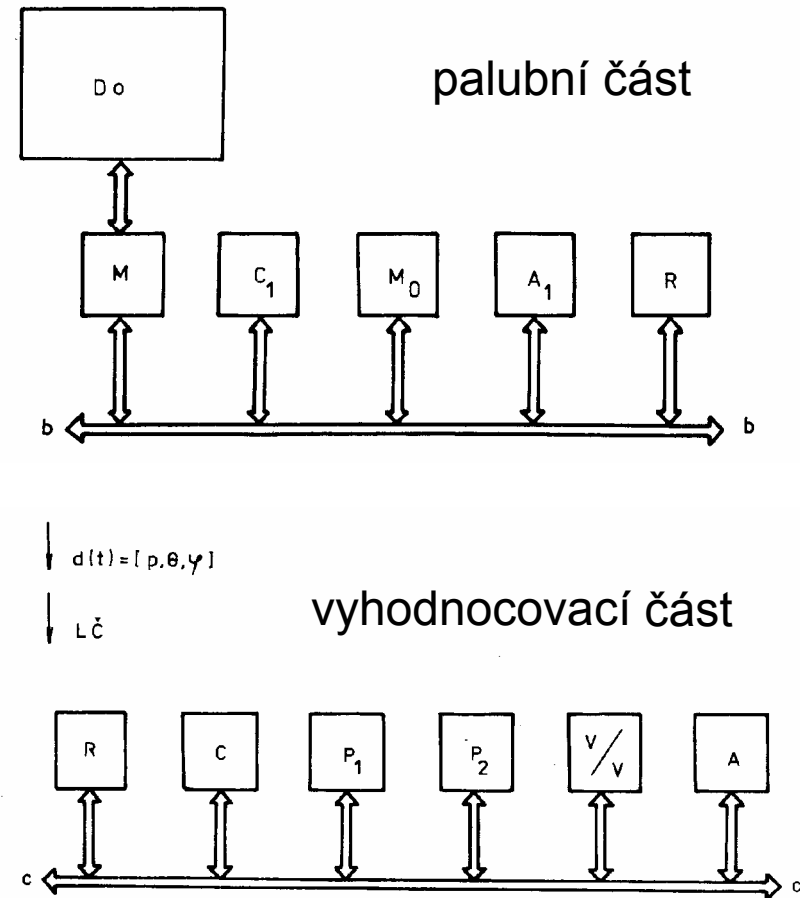 Do
palubní část
M C₁ M₀ A₁ R
b b
d(t)=[p,θ,φ]
LČ
vyhodnocovací část
R C P₁ P₂ V/V A
c c